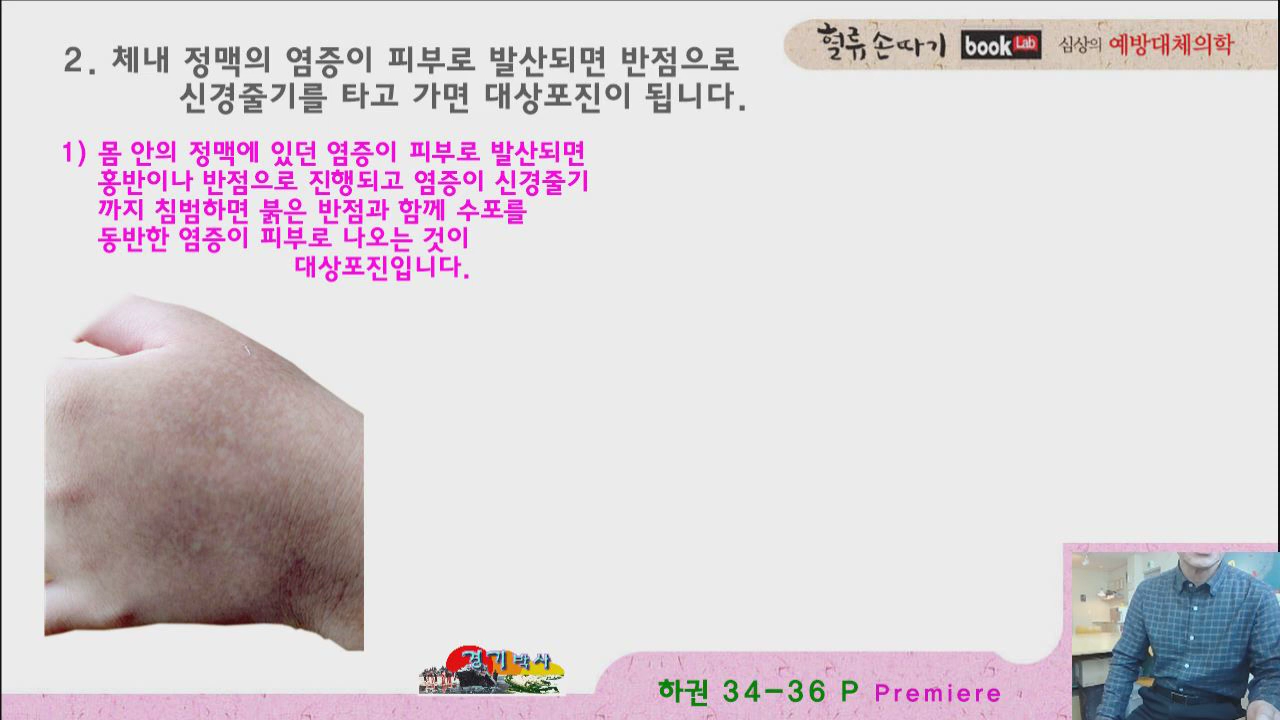 혈류 손따기 book Lab 심상의 예방대체의학
2. 체내 정맥의 염증이 피부로 발산되면 반점으로
신경줄기를 타고 가면 대상포진이 됩니다.
1) 몸 안의 정맥에 있던 염증이 피부로 발산되면
홍반이나 반점으로 진행되고 염증이 신경줄기
까지 침범하면 붉은 반점과 함께 수포를
동반한 염증이 피부로 나오는 것이
대상포진입니다.
경기박사
하권 34-36 P Premiere